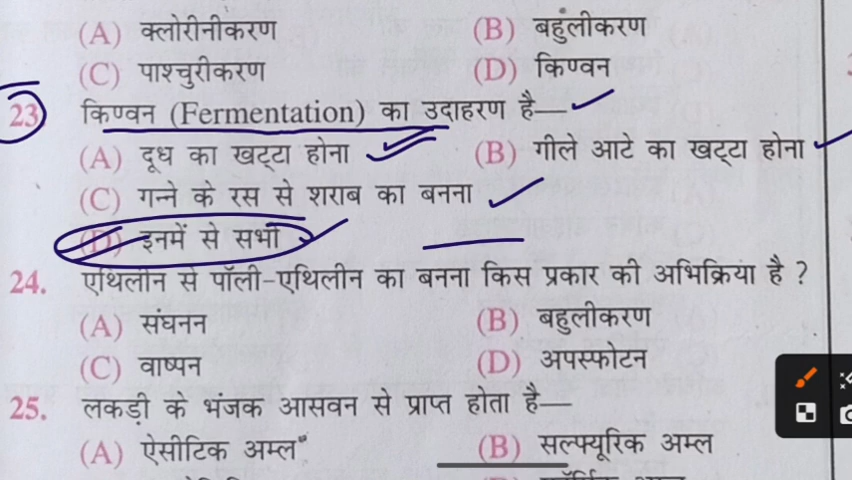 (A) क्लोरीनीकरण (B) बहुलीकरण
(C) पाश्चुरीकरण (D) किण्वन
23 किण्वन (Fermentation) का उदाहरण है—
(A) दूध का खट्टा होना (B) गीले आटे का खट्टा होना
(C) गन्ने के रस से शराब का बनना
(D) इनमें से सभी
24. एथिलीन से पॉली-एथिलीन का बनना किस प्रकार की अभिक्रिया है ?
(A) संघनन (B) बहुलीकरण
(C) वाष्पन (D) अपस्फोटन
25. लकड़ी के भंजक आसवन से प्राप्त होता है—
(A) ऐसीटिक अम्ल (B) सल्फ्यूरिक अम्ल